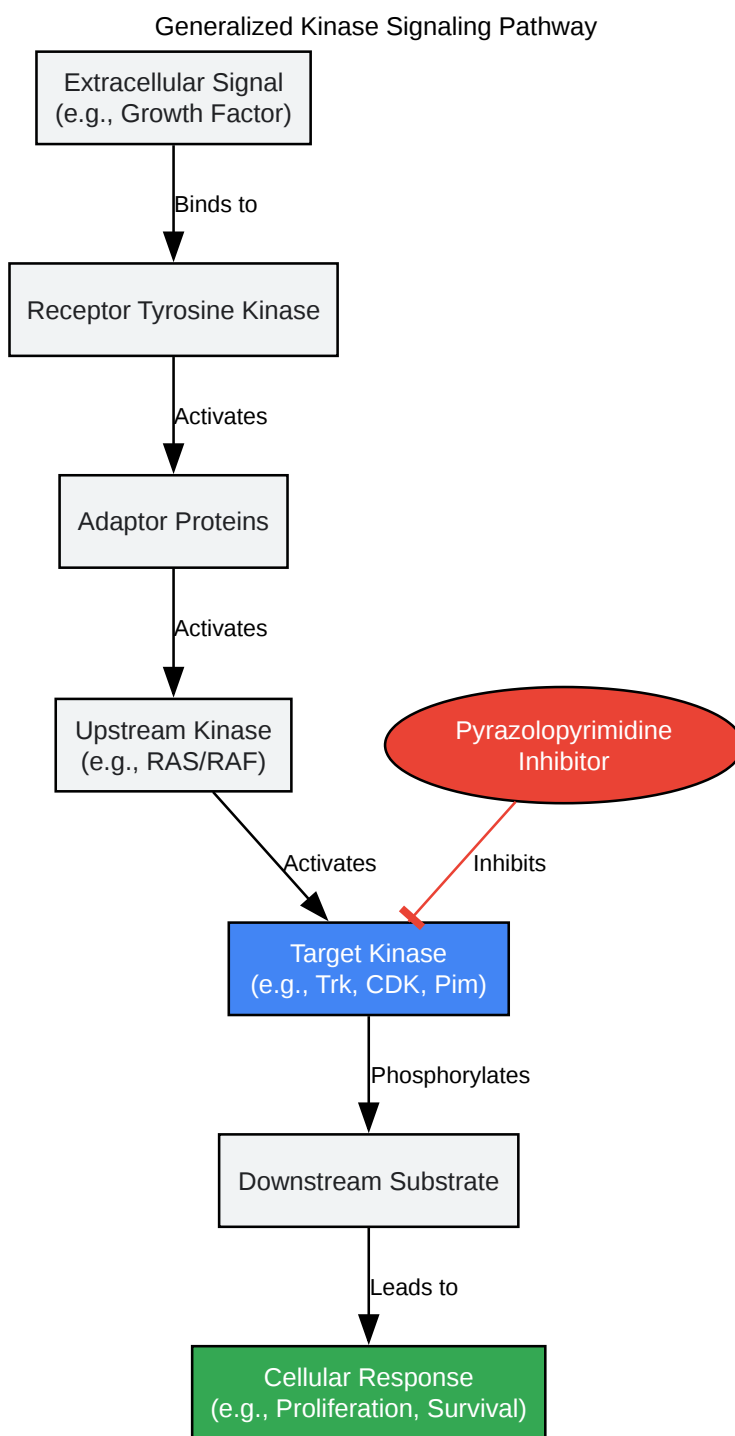 Generalized Kinase Signaling Pathway
Extracellular Signal
(e.g., Growth Factor)
Binds to
Receptor Tyrosine Kinase
Activates
Adaptor Proteins
Activates
Upstream Kinase
(e.g., RAS/RAF)
Pyrazolopyrimidine
Inhibitor
Activates
Inhibits
Target Kinase
(e.g., Trk, CDK, Pim)
Phosphorylates
Downstream Substrate
Leads to
Cellular Response
(e.g., Proliferation, Survival)